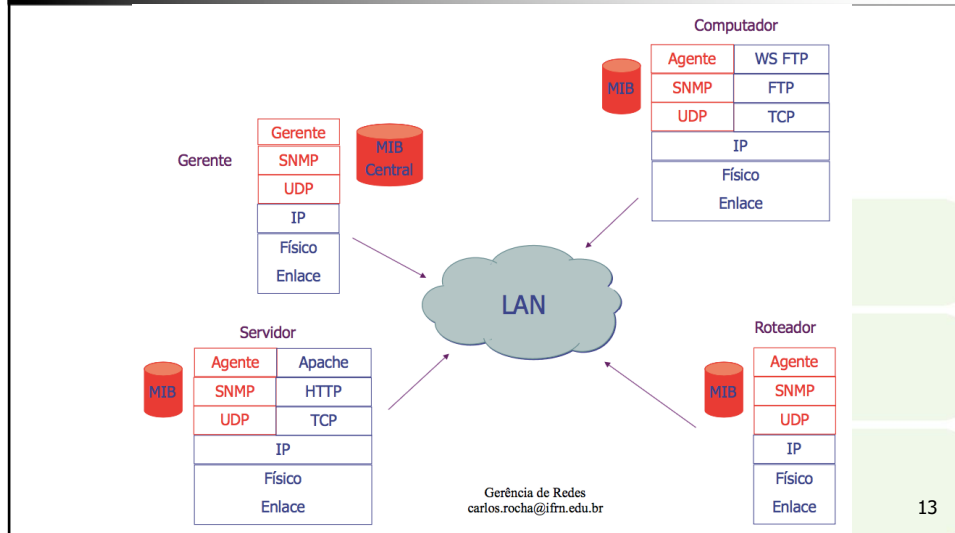 Gerente
Gerente
SNMP
UDP
IP
Físico
Enlace
MIB
Central
Computador
MIB
Agente WS FTP
SNMP FTP
UDP TCP
IP
Físico
Enlace
LAN
Servidor
MIB
Agente Apache
SNMP HTTP
UDP TCP
IP
Físico
Enlace
Roteador
MIB
Agente
SNMP
UDP
IP
Físico
Enlace
Gerência de Redes
carlos.rocha@ifrn.edu.br
13